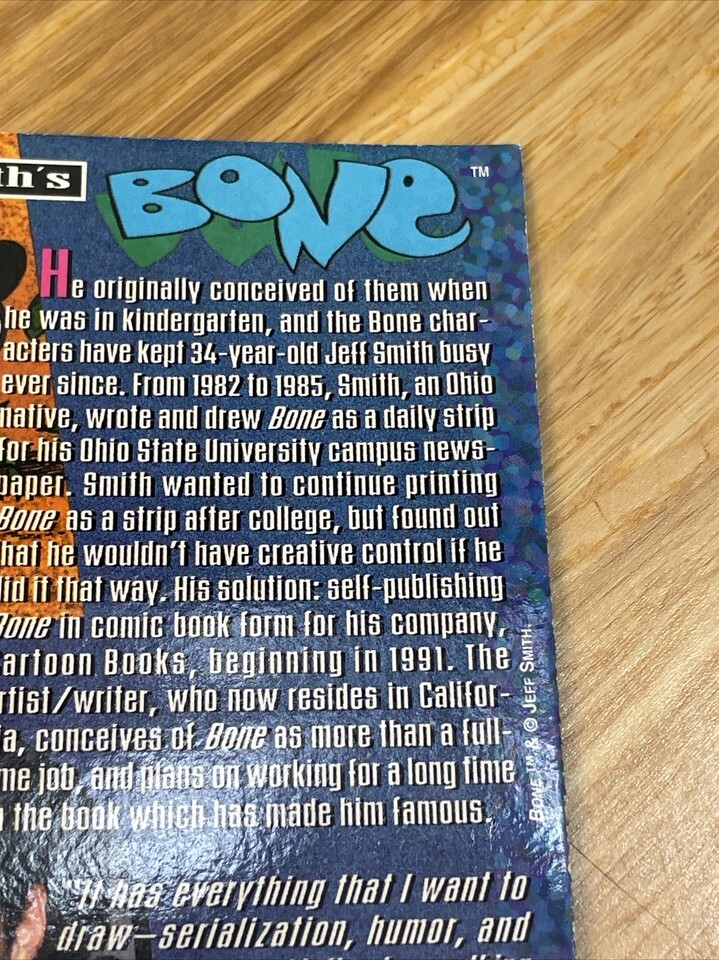 th's BONE ™
He originally conceived of them when
he was in kindergarten, and the Bone char-
acters have kept 34-year-old Jeff Smith busy
ever since. From 1982 to 1985, Smith, an Ohio
native, wrote and drew Bone as a daily strip
for his Ohio State University campus news-
paper. Smith wanted to continue printing
Bone as a strip after college, but found out
hat he wouldn't have creative control if he
did it that way. His solution: self-publishing
Bone in comic book form for his company,
artoon Books, beginning in 1991. The
rtist/writer, who now resides in Califor-
ia, conceives of Bone as more than a full-
me job, and plans on working for a long time
the book which has made him famous.
"It has everything that I want to
draw—serialization, humor, and
BONE ™ & © JEFF SMITH.